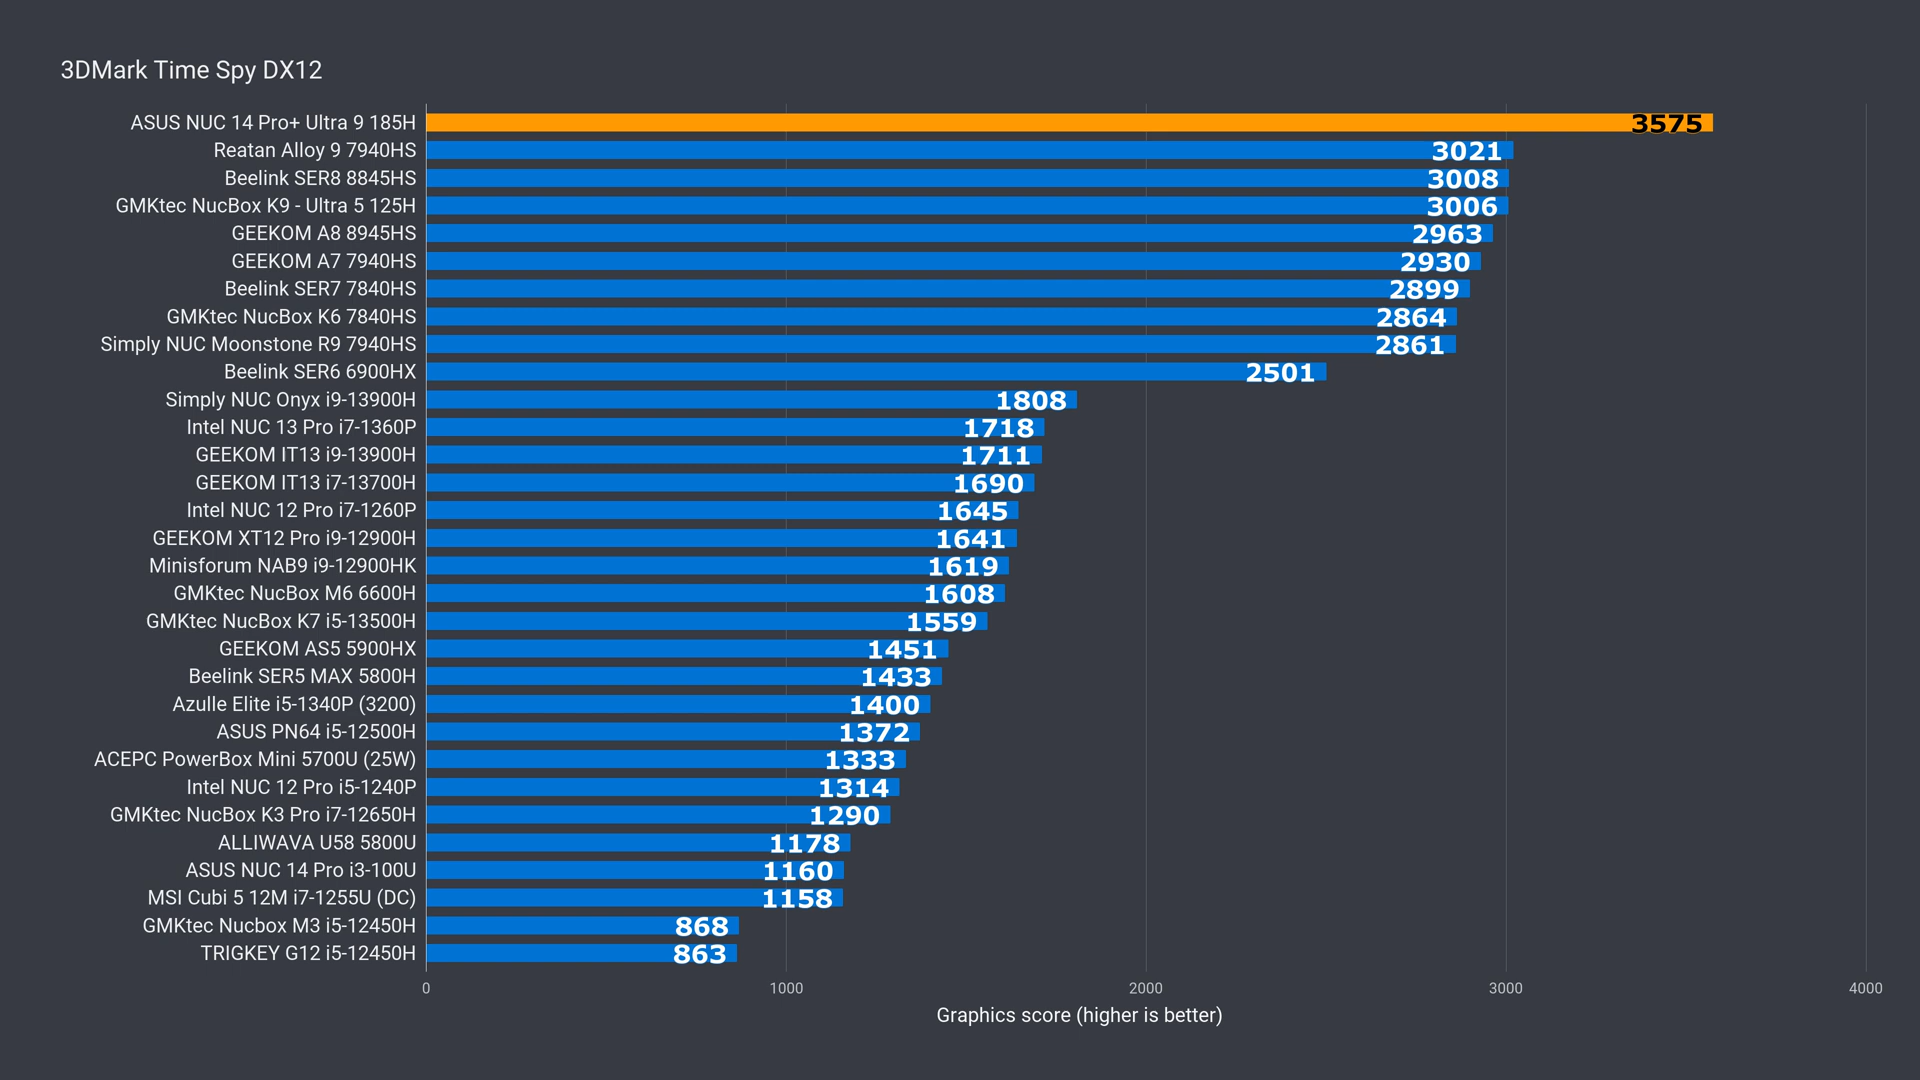 3DMark Time Spy DX12
ASUS NUC 14 Pro+ Ultra 9 185H 3575
Reatan Alloy 9 7940HS 3021
Beelink SER8 8845HS 3008
GMKtec NucBox K9 - Ultra 5 125H 3006
GEEKOM A8 8945HS 2963
GEEKOM A7 7940HS 2930
Beelink SER7 7840HS 2899
GMKtec NucBox K6 7840HS 2864
Simply NUC Moonstone R9 7940HS 2861
Beelink SER6 6900HX 2501
Simply NUC Onyx i9-13900H 1808
Intel NUC 13 Pro i7-1360P 1718
GEEKOM IT13 i9-13900H 1711
GEEKOM IT13 i7-13700H 1690
Intel NUC 12 Pro i7-1260P 1645
GEEKOM XT12 Pro i9-12900H 1641
Minisforum NAB9 i9-12900HK 1619
GMKtec NucBox M6 6600H 1608
GMKtec NucBox K7 i5-13500H 1559
GEEKOM AS5 5900HX 1451
Beelink SER5 MAX 5800H 1433
Azulle Elite i5-1340P (3200) 1400
ASUS PN64 i5-12500H 1372
ACEPC PowerBox Mini 5700U (25W) 1333
Intel NUC 12 Pro i5-1240P 1314
GMKtec NucBox K3 Pro i7-12650H 1290
ALLIWAVA U58 5800U 1178
ASUS NUC 14 Pro i3-100U 1160
MSI Cubi 5 12M i7-1255U (DC) 1158
GMKtec Nucbox M3 i5-12450H 868
TRIGKEY G12 i5-12450H 863
0 1000 2000 3000 4000
Graphics score (higher is better)